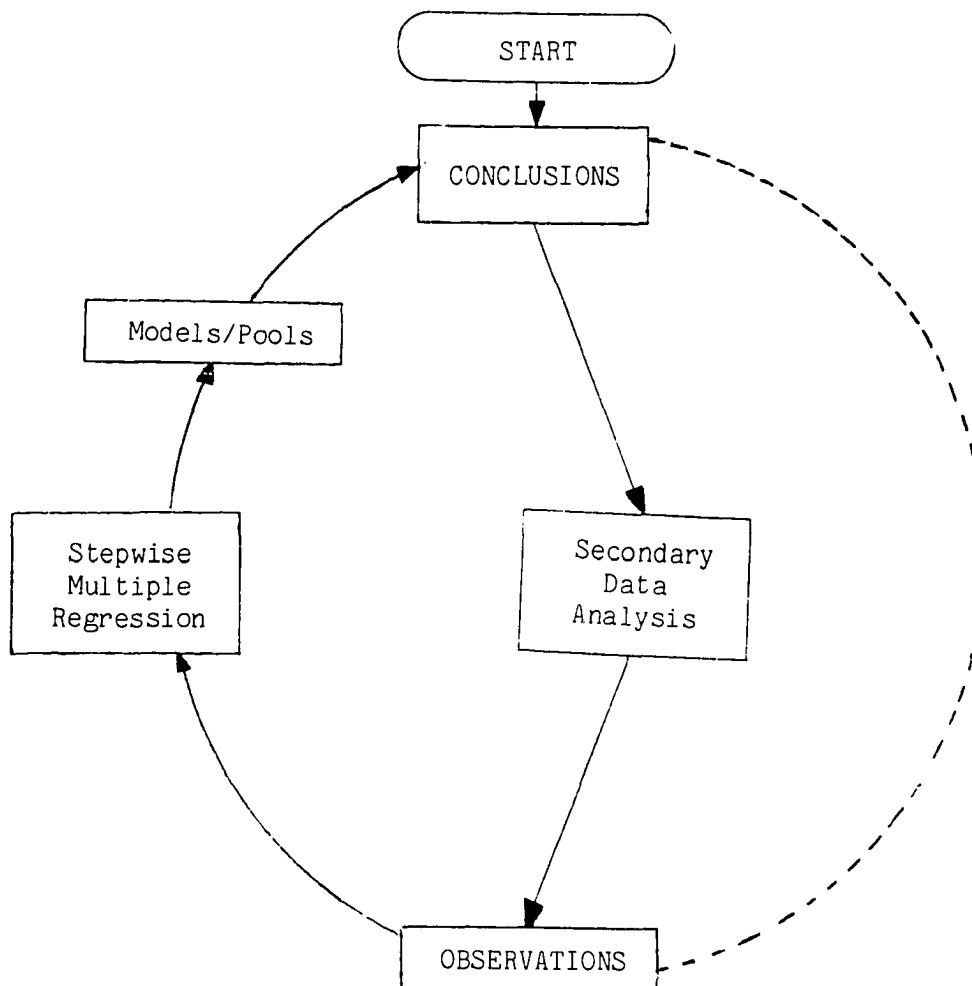 START
CONCLUSIONS
Models/Pools
Stepwise
Multiple
Regression
Secondary
Data
Analysis
OBSERVATIONS